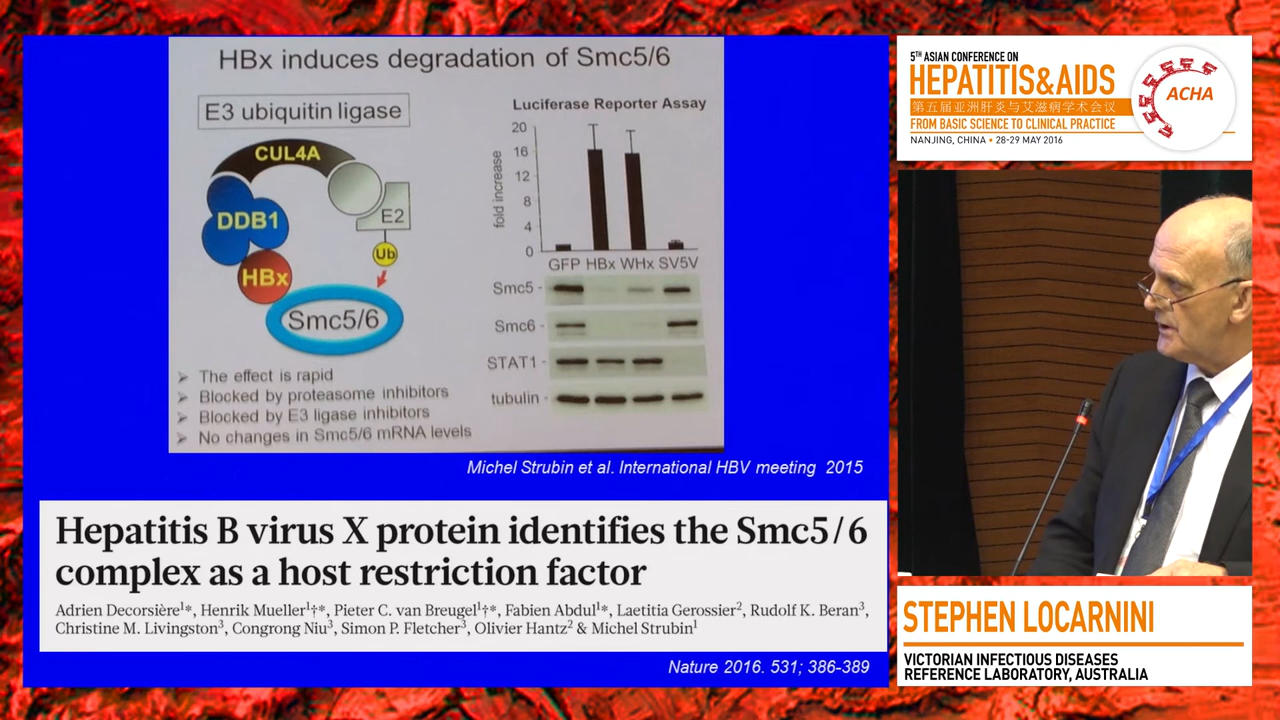 HBx induces degradation of Smc5/6
E3 ubiquitin ligase
CUL4A
DDB1
E2
Ub
HBx
Smc5/6
➢ The effect is rapid
➢ Blocked by proteasome inhibitors
➢ Blocked by E3 ligase inhibitors
➢ No changes in Smc5/6 mRNA levels
Luciferase Reporter Assay
fold increase
20
16
12
8
4
0
GFP HBx WHx SV5V
Smc5 -
Smc6 -
STAT1 -
tubulin -
Michel Strubin et al. International HBV meeting 2015
Hepatitis B virus X protein identifies the Smc5/6
complex as a host restriction factor
Adrien Decorsière¹*, Henrik Mueller¹†*, Pieter C. van Breugel¹†*, Fabien Abdul¹*, Laetitia Gerossier², Rudolf K. Beran³,
Christine M. Livingston³, Congrong Niu³, Simon P. Fletcher³, Olivier Hantz² & Michel Strubin¹
Nature 2016. 531; 386-389
5TH ASIAN CONFERENCE ON
HEPATITIS&AIDS
第五届亚洲肝炎与艾滋病学术会议
FROM BASIC SCIENCE TO CLINICAL PRACTICE
NANJING, CHINA • 28-29 MAY 2016
ACHA
STEPHEN LOCARNINI
VICTORIAN INFECTIOUS DISEASES
REFERENCE LABORATORY, AUSTRALIA